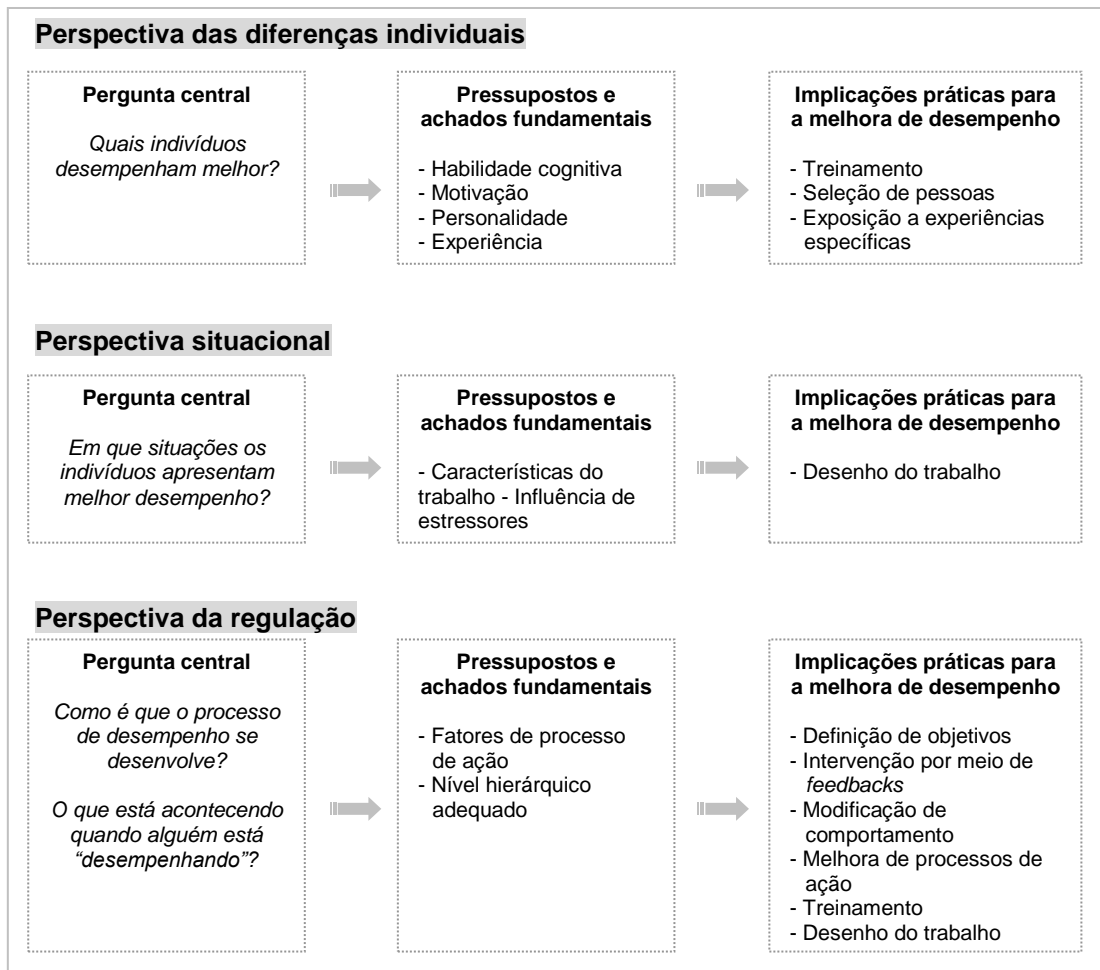 Perspectiva das diferenças individuais
Pergunta central
Quais indivíduos
desempenham melhor?
Pressupostos e
achados fundamentais
- Habilidade cognitiva
- Motivação
- Personalidade
- Experiência
Implicações práticas para
a melhora de desempenho
- Treinamento
- Seleção de pessoas
- Exposição a experiências
específicas
Perspectiva situacional
Pergunta central
Em que situações os
indivíduos apresentam
melhor desempenho?
Pressupostos e
achados fundamentais
- Características do
trabalho - Influência de
estressores
Implicações práticas para
a melhora de desempenho
- Desenho do trabalho
Perspectiva da regulação
Pergunta central
Como é que o processo
de desempenho se
desenvolve?
O que está acontecendo
quando alguém está
“desempenhando”?
Pressupostos e
achados fundamentais
- Fatores de processo
de ação
- Nível hierárquico
adequado
Implicações práticas para
a melhora de desempenho
- Definição de objetivos
- Intervenção por meio de
feedbacks
- Modificação de
comportamento
- Melhora de processos de
ação
- Treinamento
- Desenho do trabalho